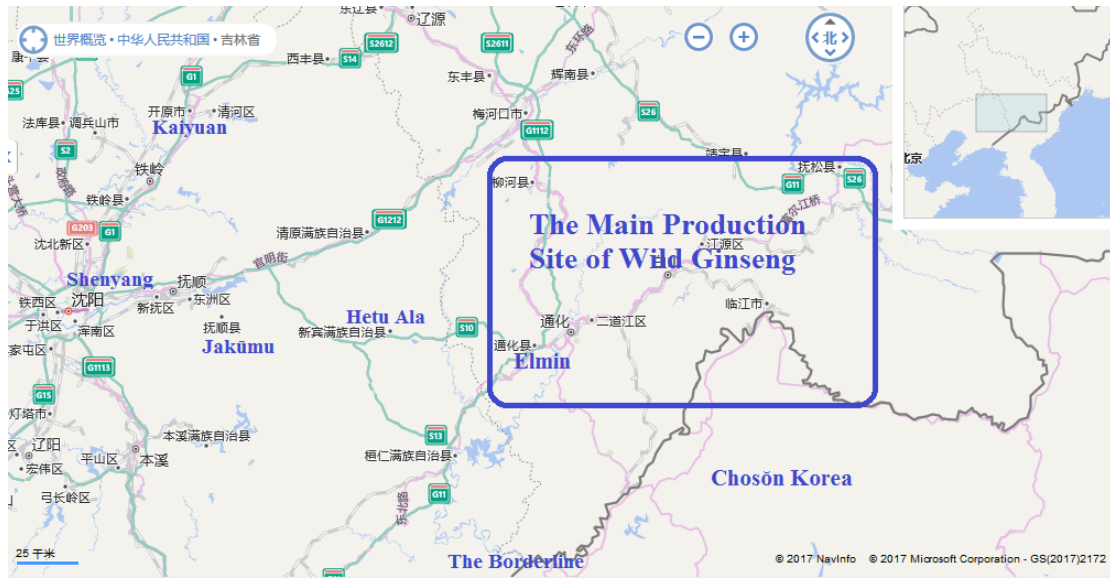 世界概览 • 中华人民共和国 • 吉林省
东辽县
辽源
S2612
S2611
东环路
北
西丰县
S14
东丰县
辉南县
G1
开原市
清河区
Kaiyuan
梅河口市
S26
法库县
调兵山市
G1112
S2
铁岭
靖宇县
抚松县
G11
S26
柳河县
铁岭县
G203
G1
沈北新区
清原满族自治县
G1212
The Main Production
Site of Wild Ginseng
江源区
Shenyang
抚顺
铁西区
沈阳
新抚区
东洲区
临江市
于洪区
浑南区
抚顺县
Hetu Ala
新宾满族自治县
S10
通化
二道江区
Jakūmu
通化县
Elmin
G1113
G15
灯塔市
辽阳
本溪满族自治县
S13
宏伟区
平山区
本溪
桓仁满族自治县
弓长岭区
G11
Chosŏn Korea
25 千米
The Borderline
© 2017 NavInfo © 2017 Microsoft Corporation - GS(2017)2172